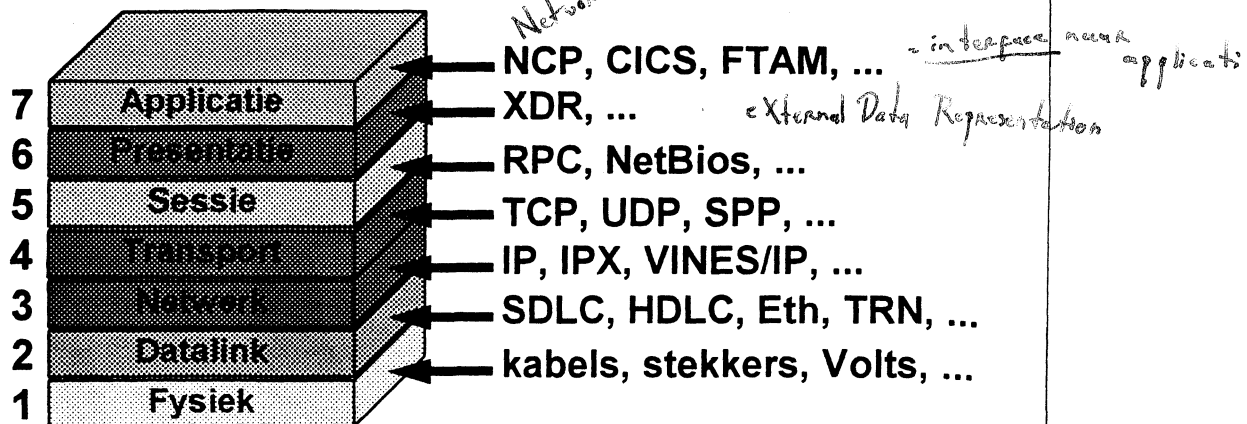 NCP, CICS, FTAM, ... - interface naar
7 Applicatie XDR, ... eXternal Data Representation
6 Presentatie RPC, NetBios, ...
5 Sessie TCP, UDP, SPP, ...
4 Transport IP, IPX, VINES/IP, ...
3 Netwerk SDLC, HDLC, Eth, TRN, ...
2 Datalink kabels, stekkers, Volts, ...
1 Fysiek